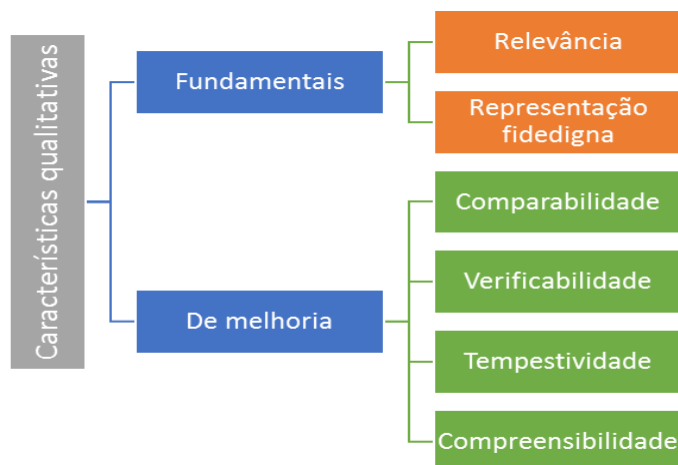 Características qualitativas
Fundamentais
Relevância
Representação
fidedigna
De melhoria
Comparabilidade
Verificabilidade
Tempestividade
Compreensibilidade